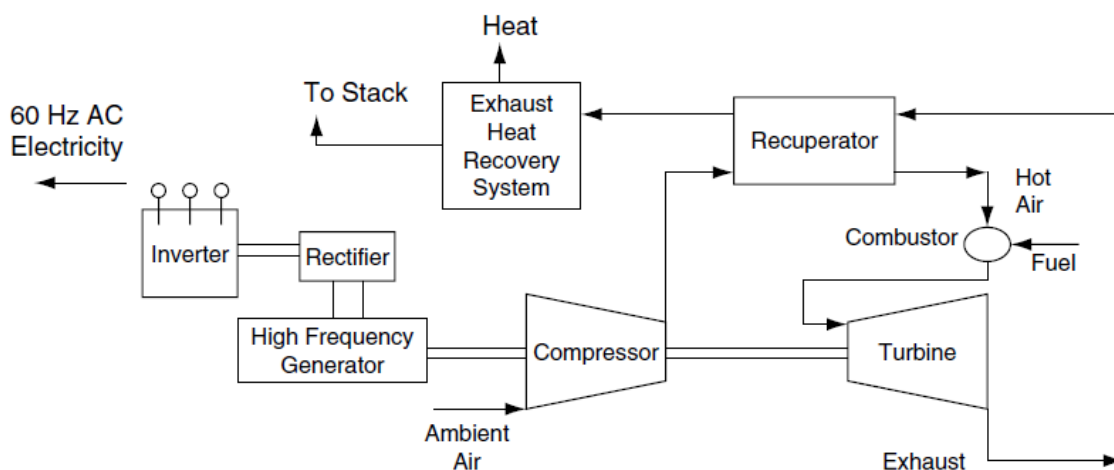 Heat
To Stack
60 Hz AC
Electricity
Exhaust
Heat
Recovery
System
Recuperator
Hot
Air
Combustor
Fuel
Inverter
Rectifier
High Frequency
Generator
Compressor
Turbine
Ambient
Air
Exhaust